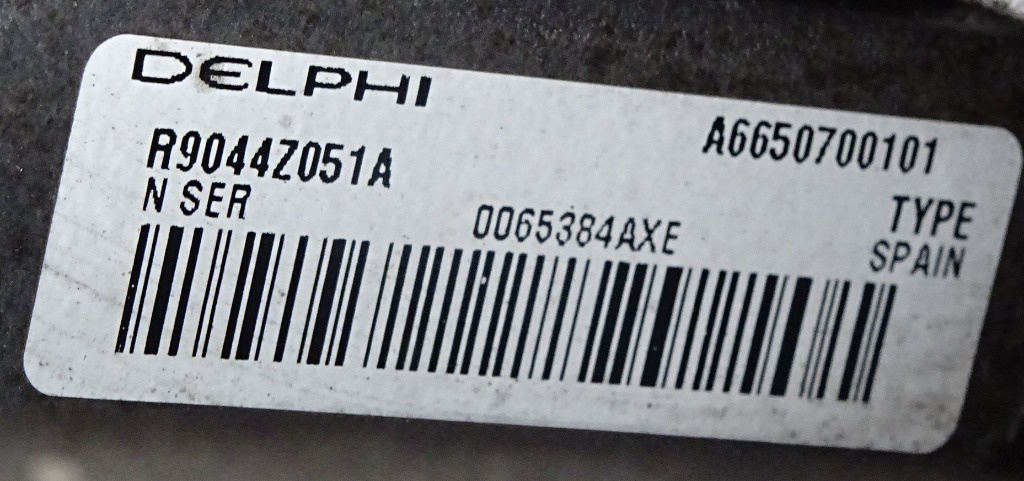 DELPHI
R9044Z051A
A6650700101
N SER
0065384AXE
TYPE
SPAIN